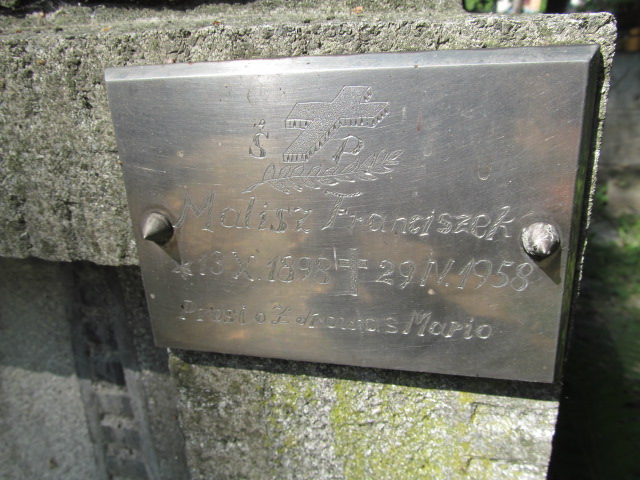 Ś P
Malisz Franciszek
* 13 X. 1898 † 29 IV. 1958
Prosi o Zdrowaś Mario